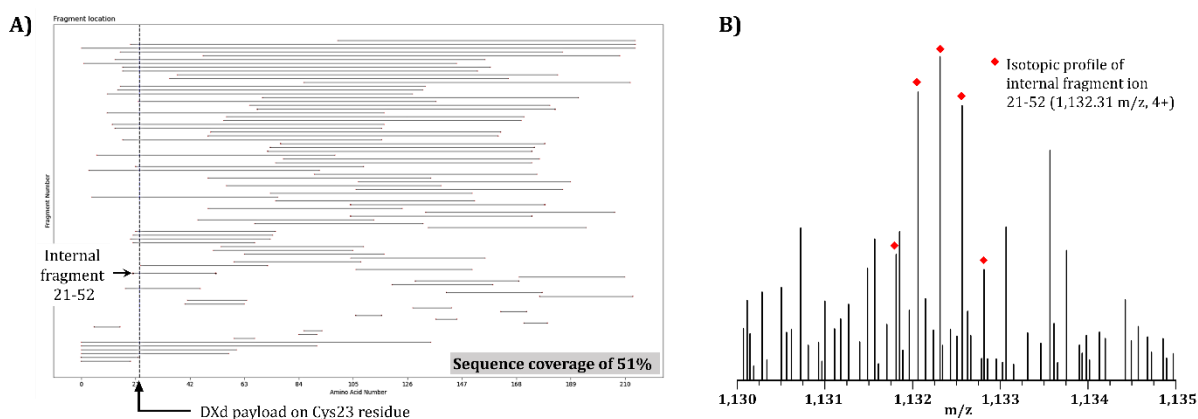 A)
Fragment location
Fragment Number
Internal
fragment
21-52
Sequence coverage of 51%
0 21 42 63 84 105 126 147 168 189 210
Amino Acid Number
DXd payload on Cys23 residue
B)
Isotopic profile of
internal fragment ion
21-52 (1,132.31 m/z, 4+)
1,130 1,131 1,132 1,133 1,134 1,135
m/z